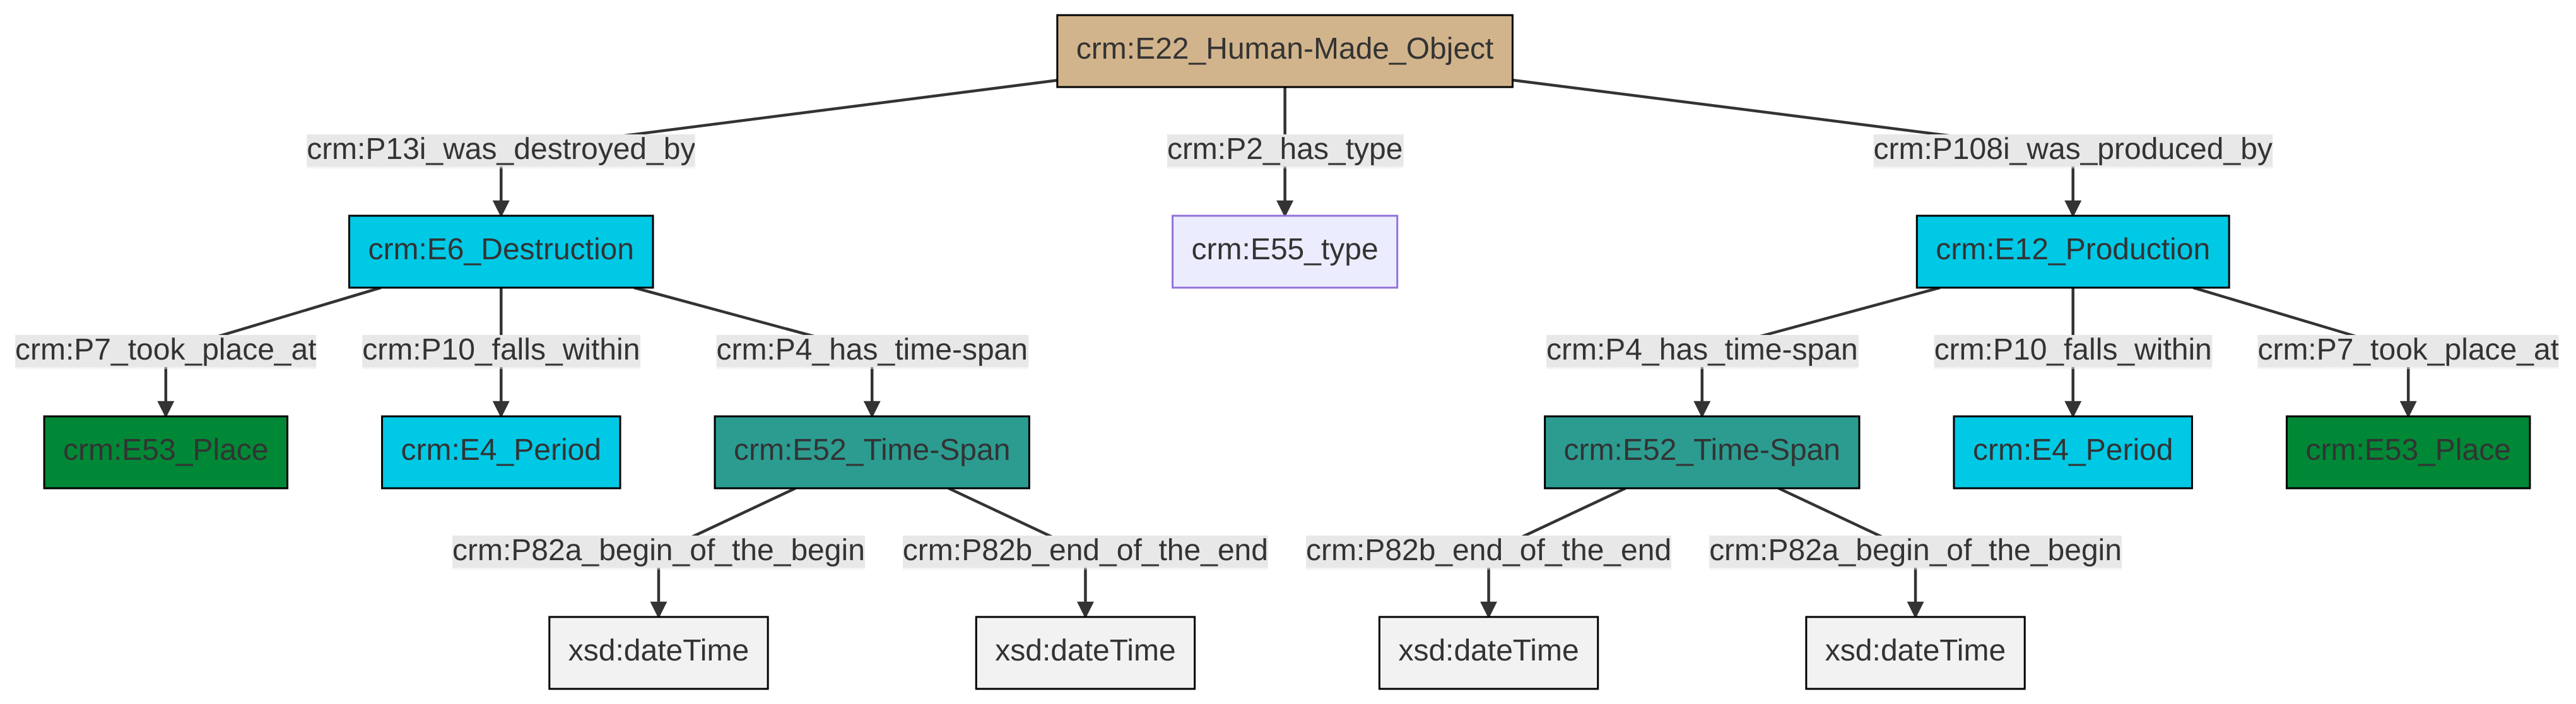 crm:E22_Human-Made_Object
crm:P13i_was_destroyed_by
crm:P2_has_type
crm:P108i_was_produced_by
crm:E6_Destruction
crm:E55_type
crm:E12_Production
crm:P7_took_place_at
crm:P10_falls_within
crm:P4_has_time-span
crm:P4_has_time-span
crm:P10_falls_within
crm:P7_took_place_at
crm:E53_Place
crm:E4_Period
crm:E52_Time-Span
crm:E52_Time-Span
crm:E4_Period
crm:E53_Place
crm:P82a_begin_of_the_begin
crm:P82b_end_of_the_end
crm:P82b_end_of_the_end
crm:P82a_begin_of_the_begin
xsd:dateTime
xsd:dateTime
xsd:dateTime
xsd:dateTime